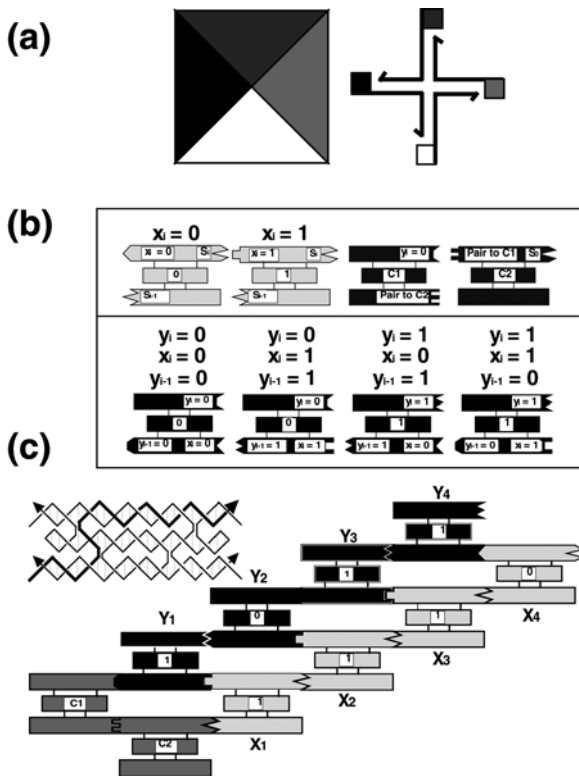 (a)
(b)
xi = 0 xi = 1
xi = 0 Si xi = 1 Si yi = 0 Pair to C1 S0
0 1 C1 C2
Si-1 Si-1 Pair to C2
yi = 0 yi = 0 yi = 1 yi = 1
xi = 0 xi = 1 xi = 0 xi = 1
yi-1 = 0 yi-1 = 1 yi-1 = 1 yi-1 = 0
yi = 0 yi = 0 yi = 1 yi = 1
0 0 1 1
yi-1 = 0 xi = 0 yi-1 = 1 xi = 1 yi-1 = 1 xi = 0 yi-1 = 0 xi = 1
(c)
Y4
1
Y3
1 0
Y2 X4
0 1
Y1 X3
1 1
X2
C1 1
X1
C2